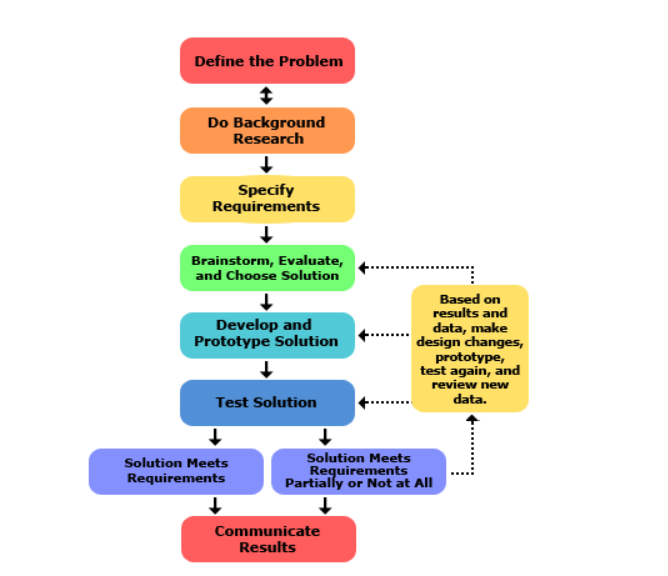 Define the Problem
Do Background
Research
Specify
Requirements
Brainstorm, Evaluate,
and Choose Solution
Develop and
Prototype Solution
Test Solution
Based on
results and
data, make
design changes,
prototype,
test again, and
review new
data.
Solution Meets
Requirements
Solution Meets
Requirements
Partially or Not at All
Communicate
Results